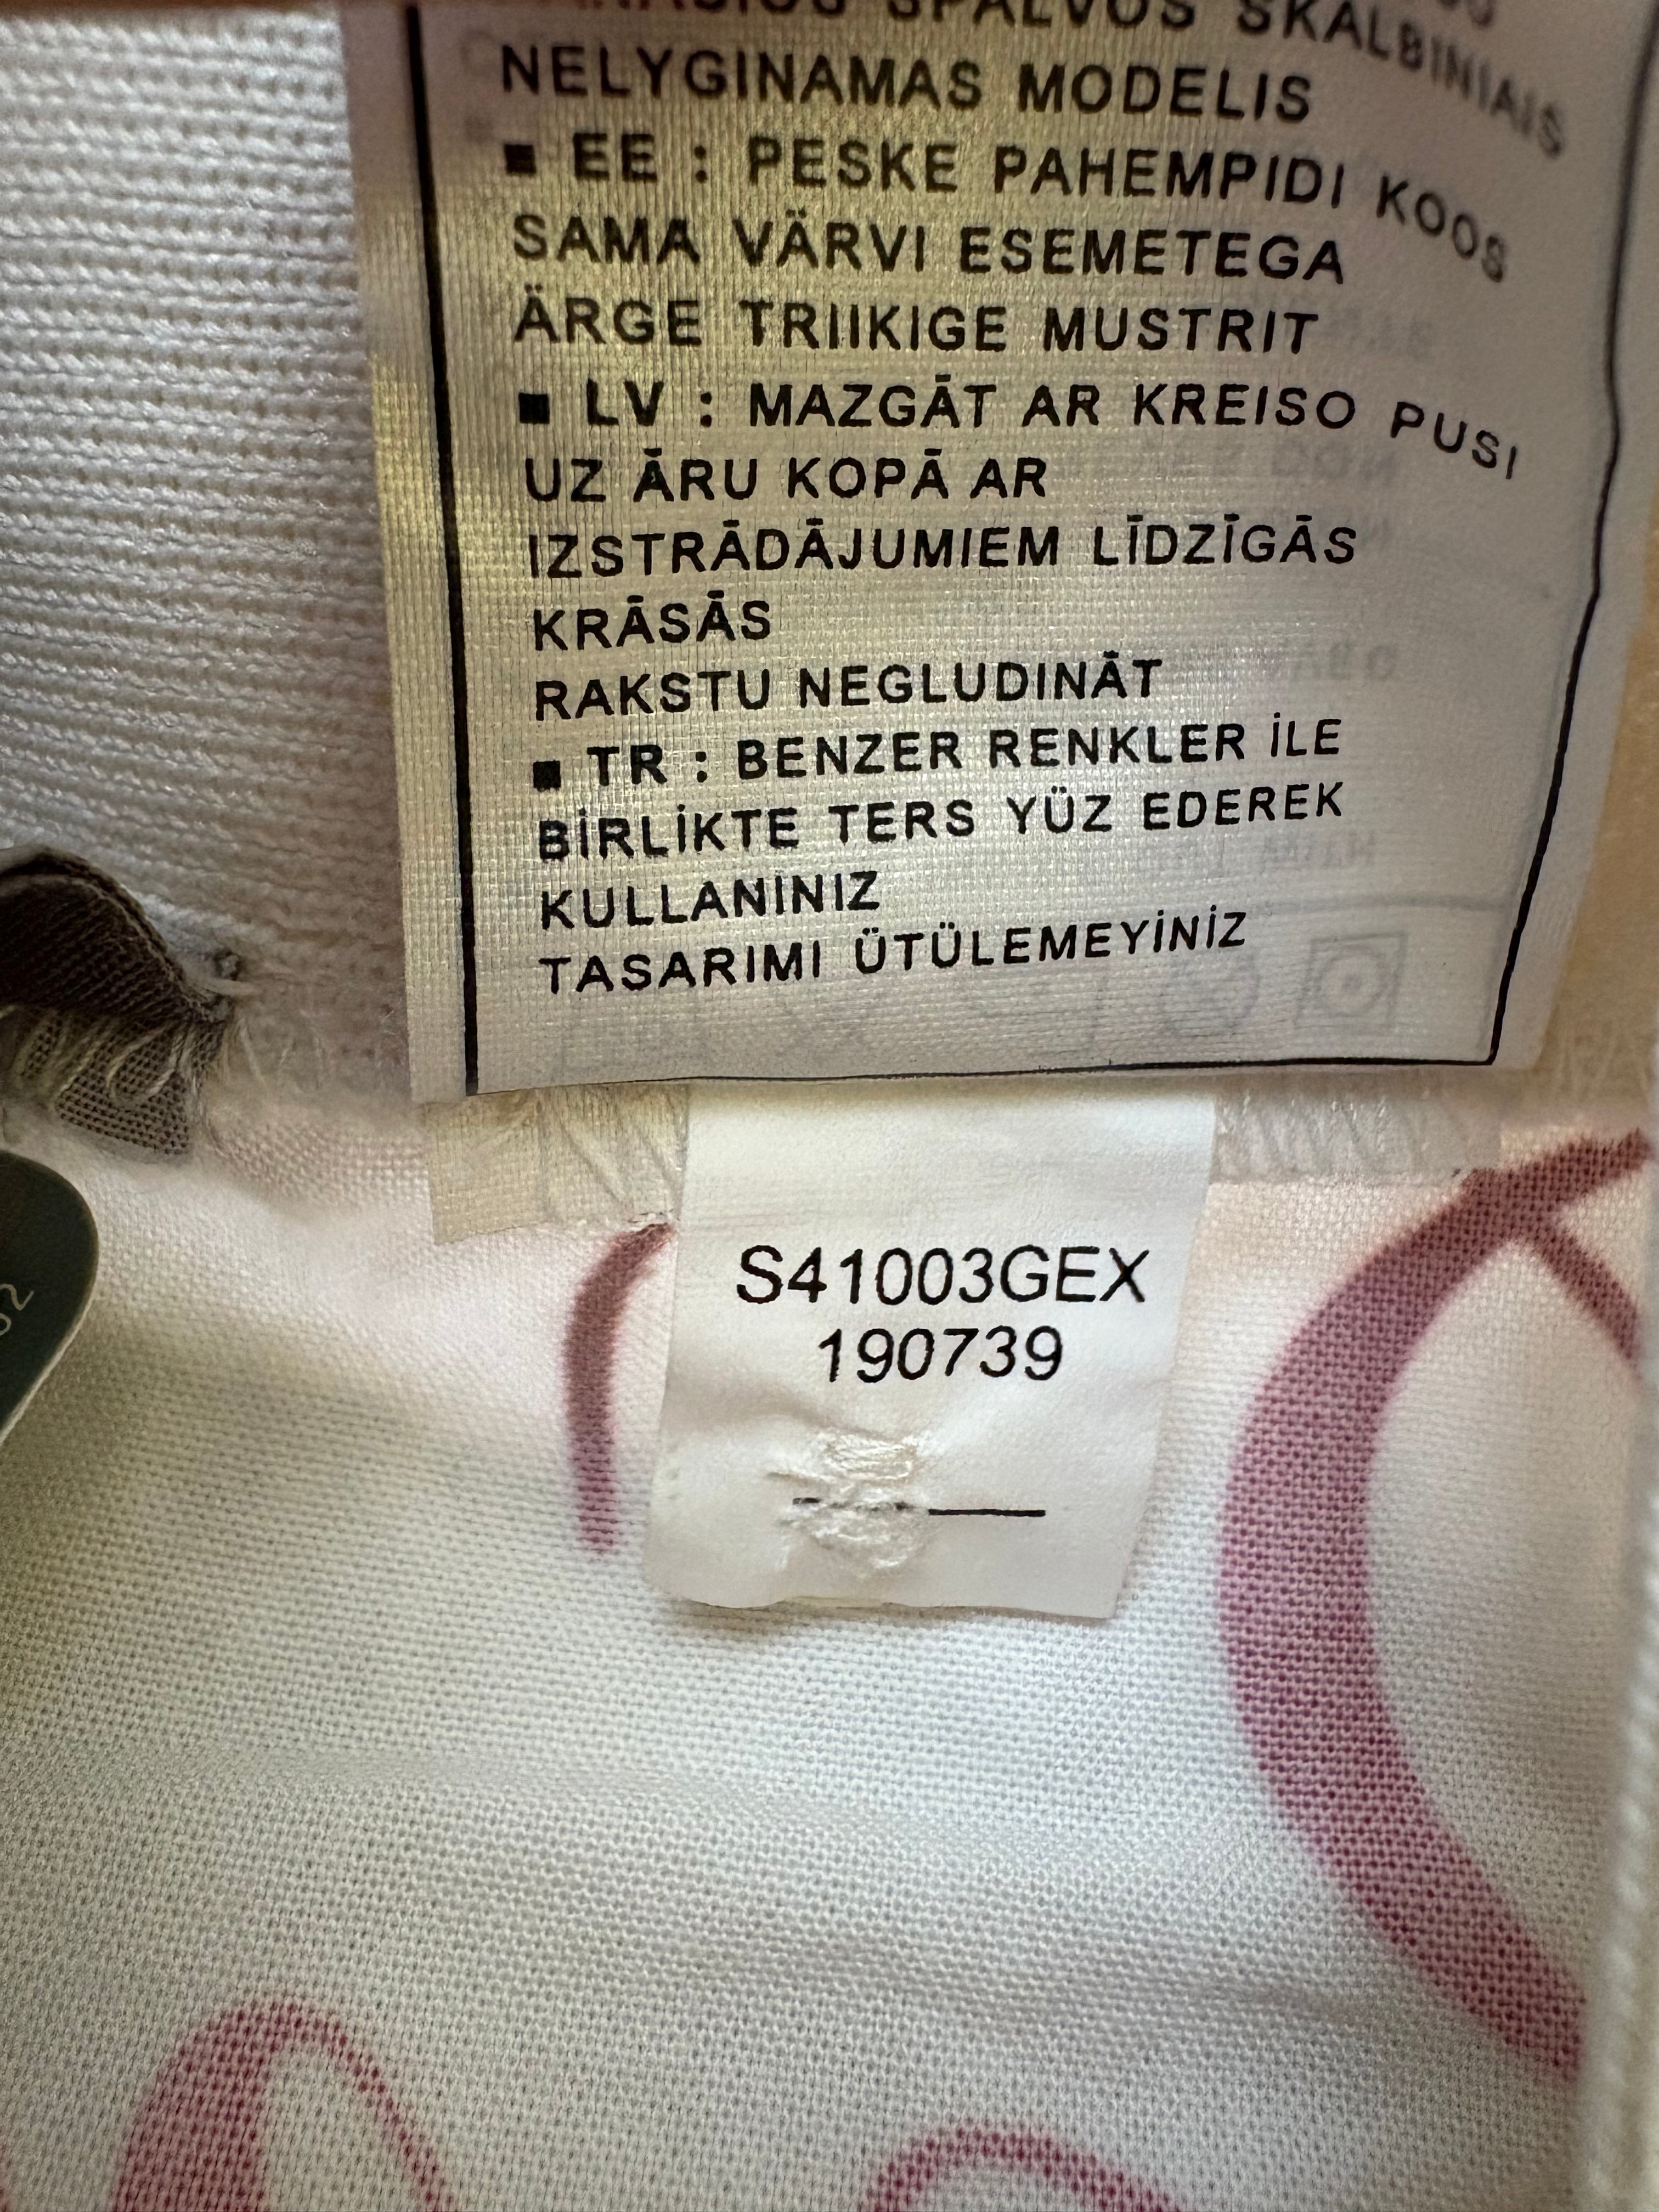 SPALVOS SKALBINIAIS
NELYGINAMAS MODELIS
■ EE : PESKE PAHEMPIDI KOOS
SAMA VÄRVI ESEMETEGA
ÄRGE TRIIKIGE MUSTRIT
■ LV : MAZGĀT AR KREISO PUSI
UZ ĀRU KOPĀ AR
IZSTRĀDĀJUMIEM LĪDZĪGĀS
KRĀSĀS
RAKSTU NEGLUDINĀT
■ TR : BENZER RENKLER İLE
BİRLİKTE TERS YÜZ EDEREK
KULLANINIZ
TASARIMI ÜTÜLEMEYİNİZ
S41003GEX
190739